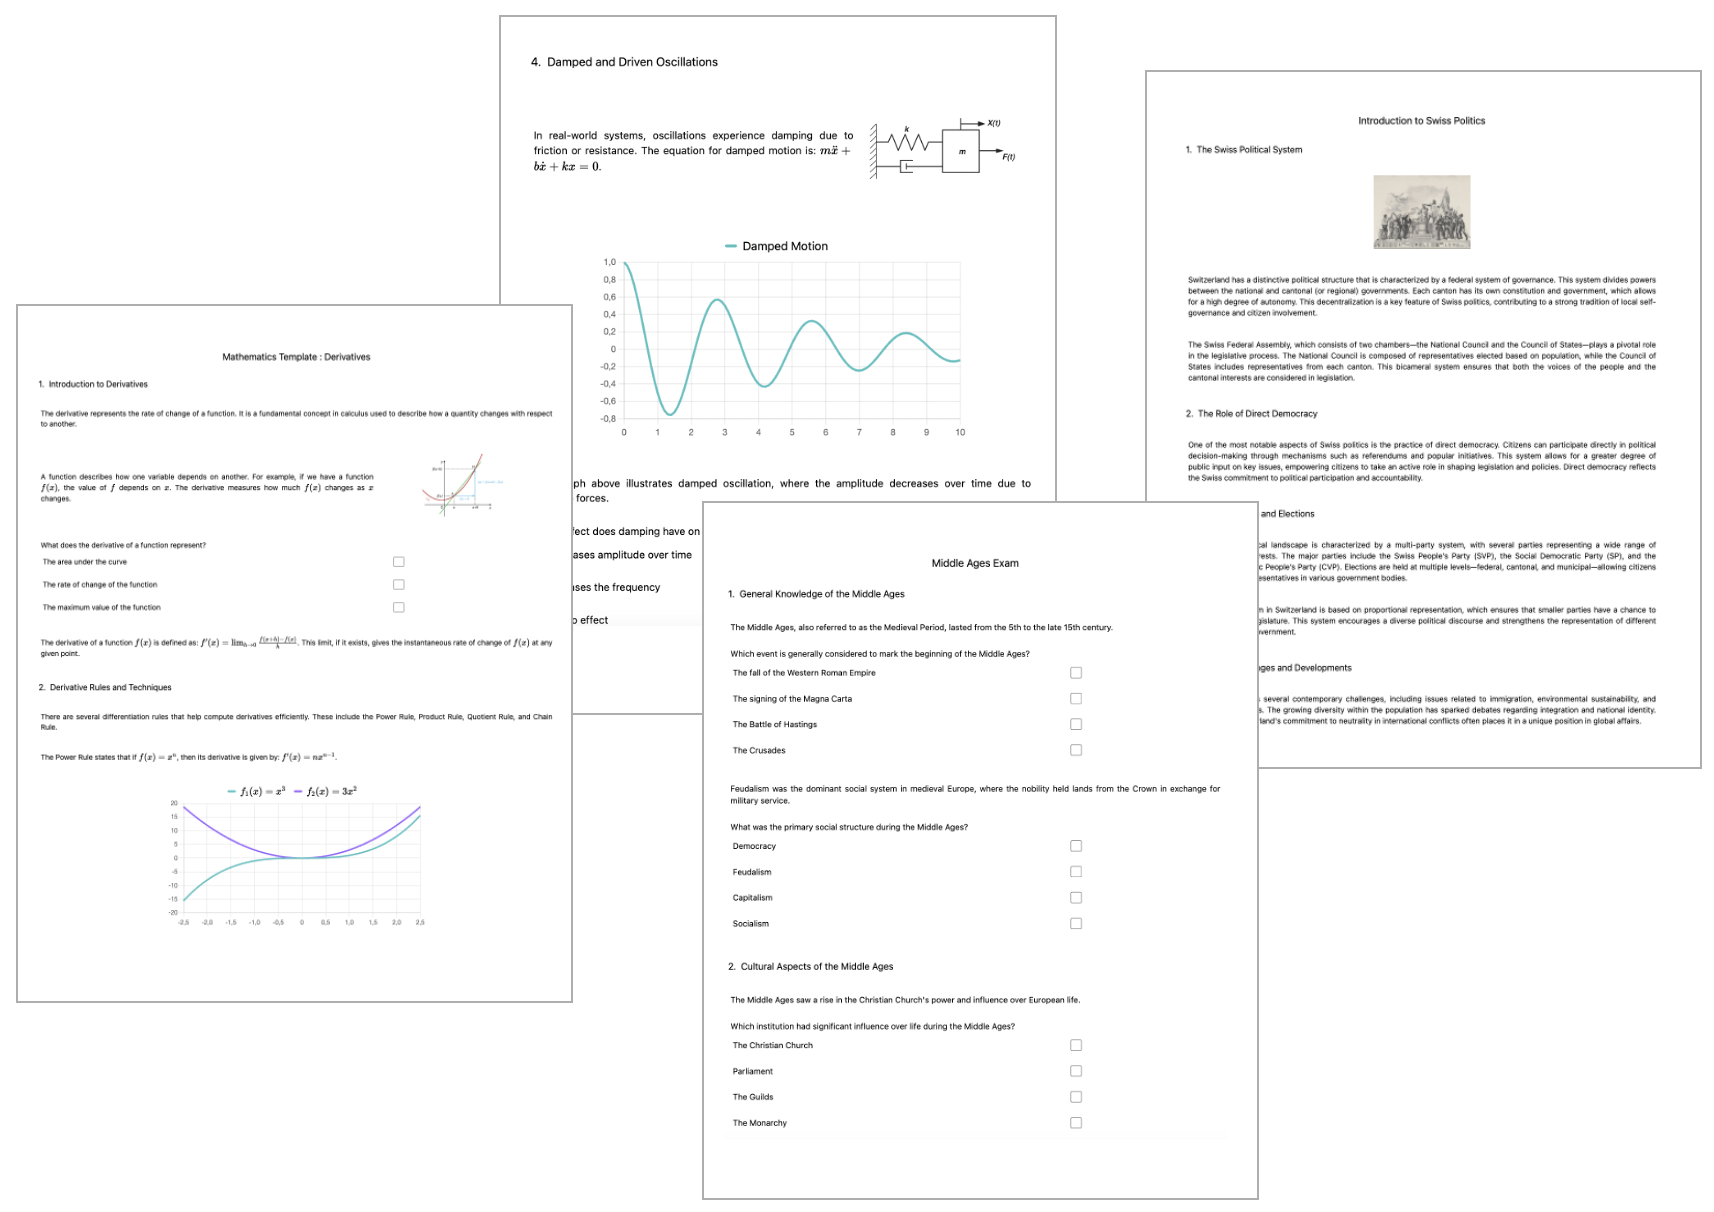 4. Damped and Driven Oscillations
In real-world systems, oscillations experience damping due to
friction or resistance. The equation for damped motion is: mẍ +
bẋ + kx = 0.
k
m
X(t)
F(t)
Damped Motion
1,0
0,8
0,6
0,4
0,2
0
-0,2
-0,4
-0,6
-0,8
0 1 2 3 4 5 6 7 8 9 10
ph above illustrates damped oscillation, where the amplitude decreases over time due to
forces.
fect does damping have on
ases amplitude over time
ses the frequency
o effect
Introduction to Swiss Politics
1. The Swiss Political System
Switzerland has a distinctive political structure that is characterized by a federal system of governance. This system divides powers
between the national and cantonal (or regional) governments. Each canton has its own constitution and government, which allows
for a high degree of autonomy. This decentralization is a key feature of Swiss politics, contributing to a strong tradition of local self-
governance and citizen involvement.
The Swiss Federal Assembly, which consists of two chambers—the National Council and the Council of States—plays a pivotal role
in the legislative process. The National Council is composed of representatives elected based on population, while the Council of
States includes representatives from each canton. This bicameral system ensures that both the voices of the people and the
cantonal interests are considered in legislation.
2. The Role of Direct Democracy
One of the most notable aspects of Swiss politics is the practice of direct democracy. Citizens can participate directly in political
decision-making through mechanisms such as referendums and popular initiatives. This system allows for a greater degree of
public input on key issues, empowering citizens to take an active role in shaping legislation and policies. Direct democracy reflects
the Swiss commitment to political participation and accountability.
and Elections
cal landscape is characterized by a multi-party system, with several parties representing a wide range of
rests. The major parties include the Swiss People's Party (SVP), the Social Democratic Party (SP), and the
c People's Party (CVP). Elections are held at multiple levels—federal, cantonal, and municipal—allowing citizens
esentatives in various government bodies.
m in Switzerland is based on proportional representation, which ensures that smaller parties have a chance to
gislature. This system encourages a diverse political discourse and strengthens the representation of different
vernment.
ges and Developments
several contemporary challenges, including issues related to immigration, environmental sustainability, and
s. The growing diversity within the population has sparked debates regarding integration and national identity.
land's commitment to neutrality in international conflicts often places it in a unique position in global affairs.
Mathematics Template : Derivatives
1. Introduction to Derivatives
The derivative represents the rate of change of a function. It is a fundamental concept in calculus used to describe how a quantity changes with respect
to another.
A function describes how one variable depends on another. For example, if we have a function
f(x), the value of f depends on x. The derivative measures how much f(x) changes as x
changes.
What does the derivative of a function represent?
The area under the curve
The rate of change of the function
The maximum value of the function
The derivative of a function f(x) is defined as: f′(x) = lim h→0 (f(x+h)−f(x))/h. This limit, if it exists, gives the instantaneous rate of change of f(x) at any
given point.
2. Derivative Rules and Techniques
There are several differentiation rules that help compute derivatives efficiently. These include the Power Rule, Product Rule, Quotient Rule, and Chain
Rule.
The Power Rule states that if f(x) = xⁿ, then its derivative is given by: f′(x) = nxⁿ⁻¹.
f₁(x) = x³ f₂(x) = 3x²
20
15
10
5
0
-5
-10
-15
-20
-2,5 -2,0 -1,5 -1,0 -0,5 0 0,5 1,0 1,5 2,0 2,5
Middle Ages Exam
1. General Knowledge of the Middle Ages
The Middle Ages, also referred to as the Medieval Period, lasted from the 5th to the late 15th century.
Which event is generally considered to mark the beginning of the Middle Ages?
The fall of the Western Roman Empire
The signing of the Magna Carta
The Battle of Hastings
The Crusades
Feudalism was the dominant social system in medieval Europe, where the nobility held lands from the Crown in exchange for
military service.
What was the primary social structure during the Middle Ages?
Democracy
Feudalism
Capitalism
Socialism
2. Cultural Aspects of the Middle Ages
The Middle Ages saw a rise in the Christian Church's power and influence over European life.
Which institution had significant influence over life during the Middle Ages?
The Christian Church
Parliament
The Guilds
The Monarchy